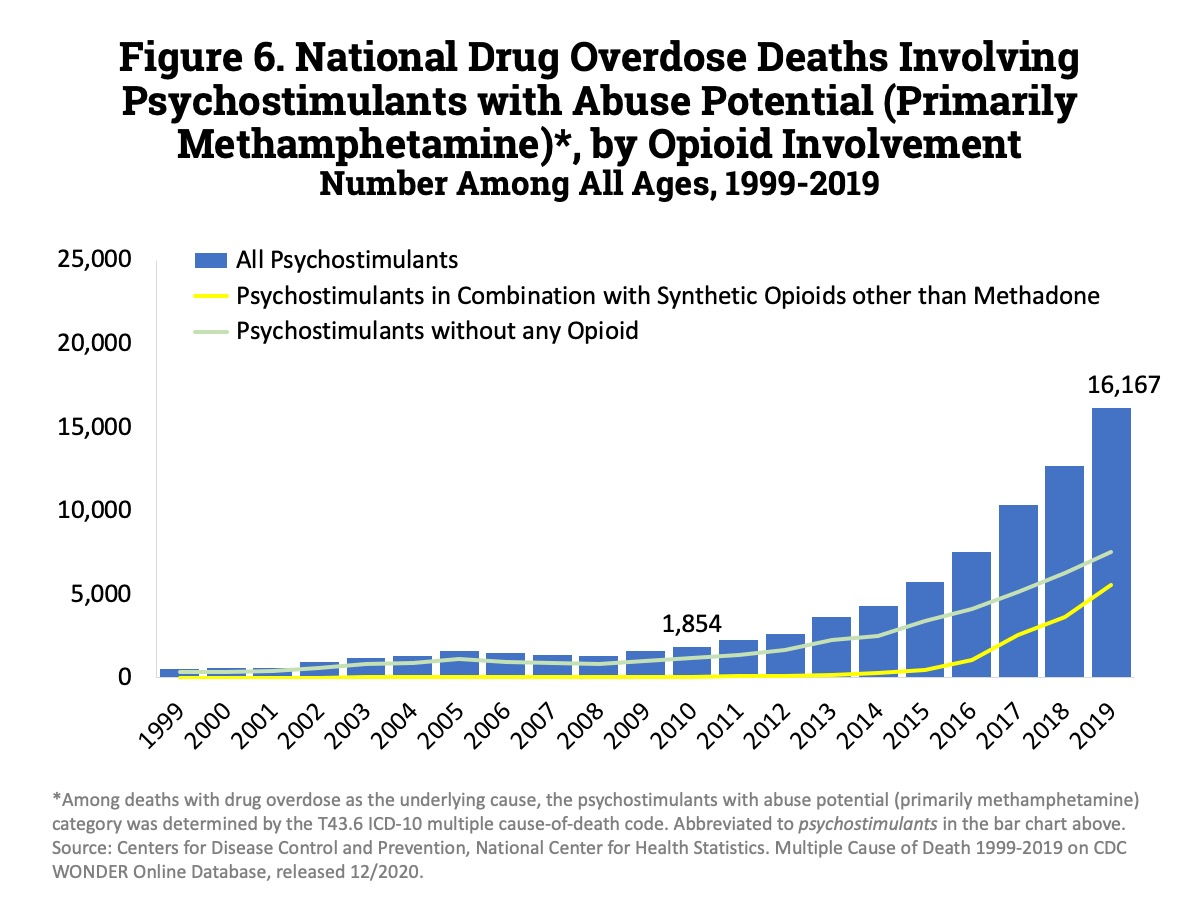 Figure 6. National Drug Overdose Deaths Involving
Psychostimulants with Abuse Potential (Primarily
Methamphetamine)*, by Opioid Involvement
Number Among All Ages, 1999-2019
25,000
20,000
15,000
10,000
5,000
0
All Psychostimulants
Psychostimulants in Combination with Synthetic Opioids other than Methadone
Psychostimulants without any Opioid
1,854
16,167
1999 2000 2001 2002 2003 2004 2005 2006 2007 2008 2009 2010 2011 2012 2013 2014 2015 2016 2017 2018 2019
*Among deaths with drug overdose as the underlying cause, the psychostimulants with abuse potential (primarily methamphetamine)
category was determined by the T43.6 ICD-10 multiple cause-of-death code. Abbreviated to psychostimulants in the bar chart above.
Source: Centers for Disease Control and Prevention, National Center for Health Statistics. Multiple Cause of Death 1999-2019 on CDC
WONDER Online Database, released 12/2020.